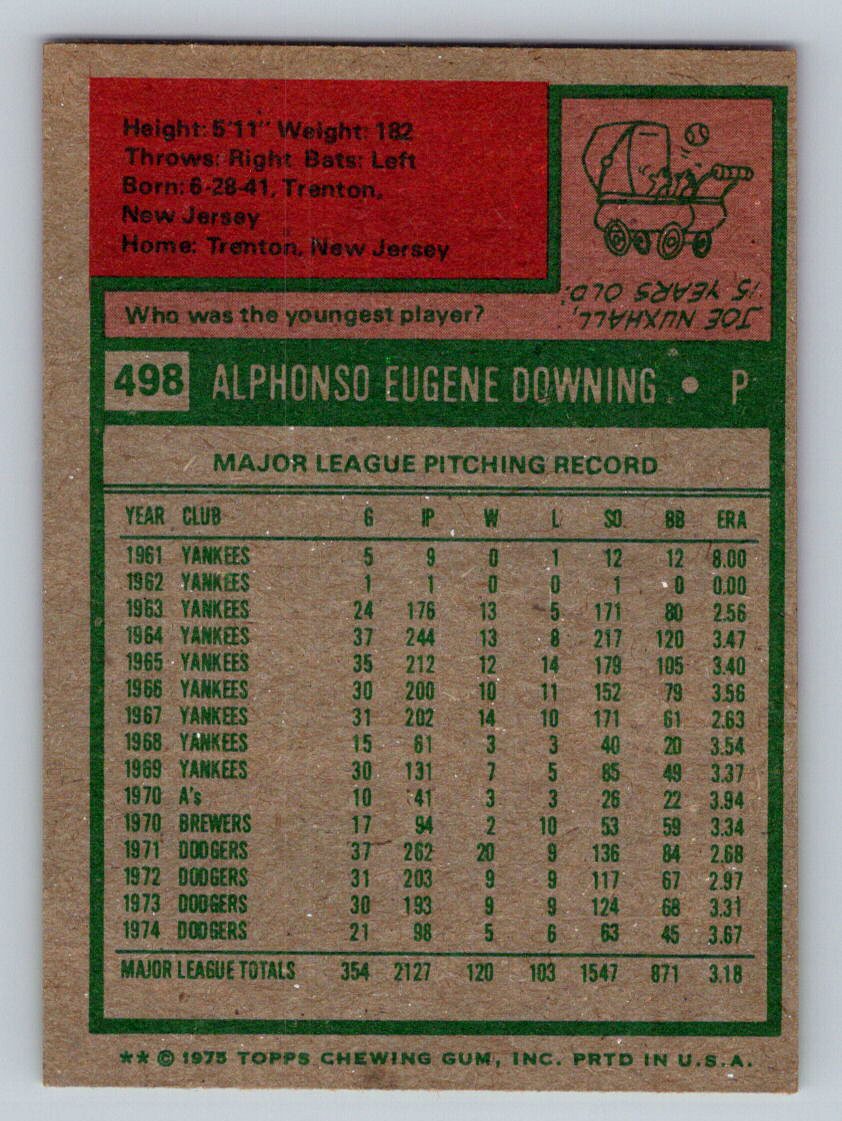 Height: 5'11" Weight: 182
Throws: Right Bats: Left
Born: 6-28-41, Trenton,
New Jersey
Home: Trenton, New Jersey
Who was the youngest player?
JOE NUXHALL,
15 YEARS OLD.
498 ALPHONSO EUGENE DOWNING • P
MAJOR LEAGUE PITCHING RECORD
YEAR CLUB G IP W L SO BB ERA
1961 YANKEES 5 9 0 1 12 12 8.00
1962 YANKEES 1 1 0 0 1 0 0.00
1963 YANKEES 24 176 13 5 171 80 2.56
1964 YANKEES 37 244 13 8 217 120 3.47
1965 YANKEES 35 212 12 14 179 105 3.40
1966 YANKEES 30 200 10 11 152 79 3.56
1967 YANKEES 31 202 14 10 171 61 2.63
1968 YANKEES 15 61 3 3 40 20 3.54
1969 YANKEES 30 131 7 5 85 49 3.37
1970 A's 10 41 3 3 26 22 3.94
1970 BREWERS 17 94 2 10 53 59 3.34
1971 DODGERS 37 262 20 9 136 84 2.68
1972 DODGERS 31 203 9 9 117 67 2.97
1973 DODGERS 30 193 9 9 124 68 3.31
1974 DODGERS 21 98 5 6 63 45 3.67
MAJOR LEAGUE TOTALS 354 2127 120 103 1547 871 3.18
** © 1975 TOPPS CHEWING GUM, INC. PRTD IN U.S.A.